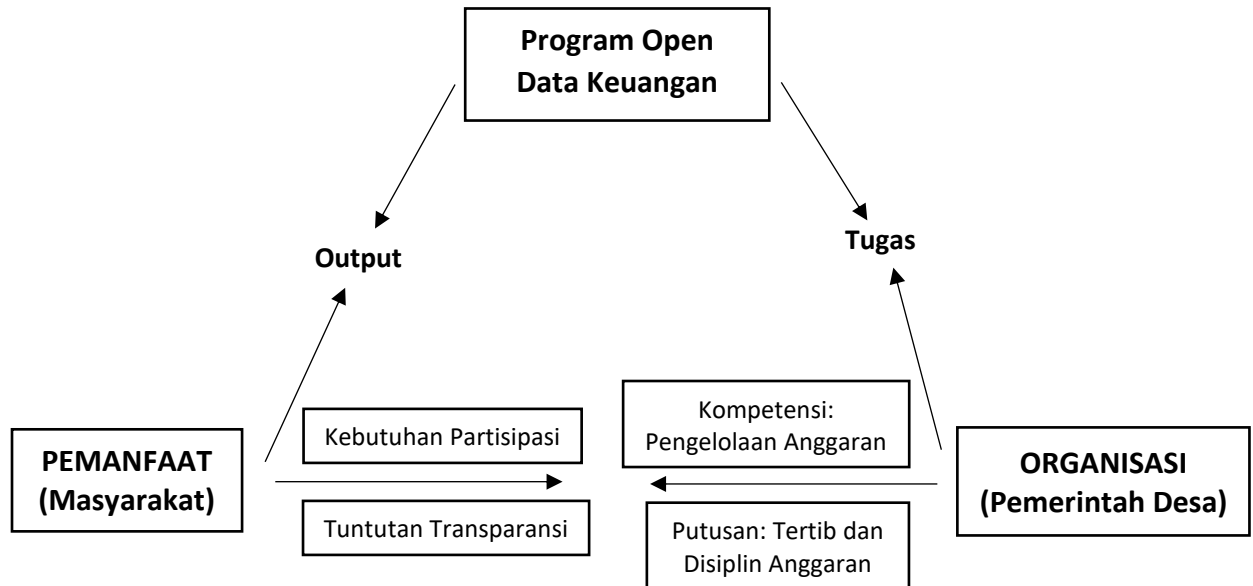 Program Open
Data Keuangan
Output
Tugas
PEMANFAAT
(Masyarakat)
Kebutuhan Partisipasi
Tuntutan Transparansi
Kompetensi:
Pengelolaan Anggaran
Putusan: Tertib dan
Disiplin Anggaran
ORGANISASI
(Pemerintah Desa)